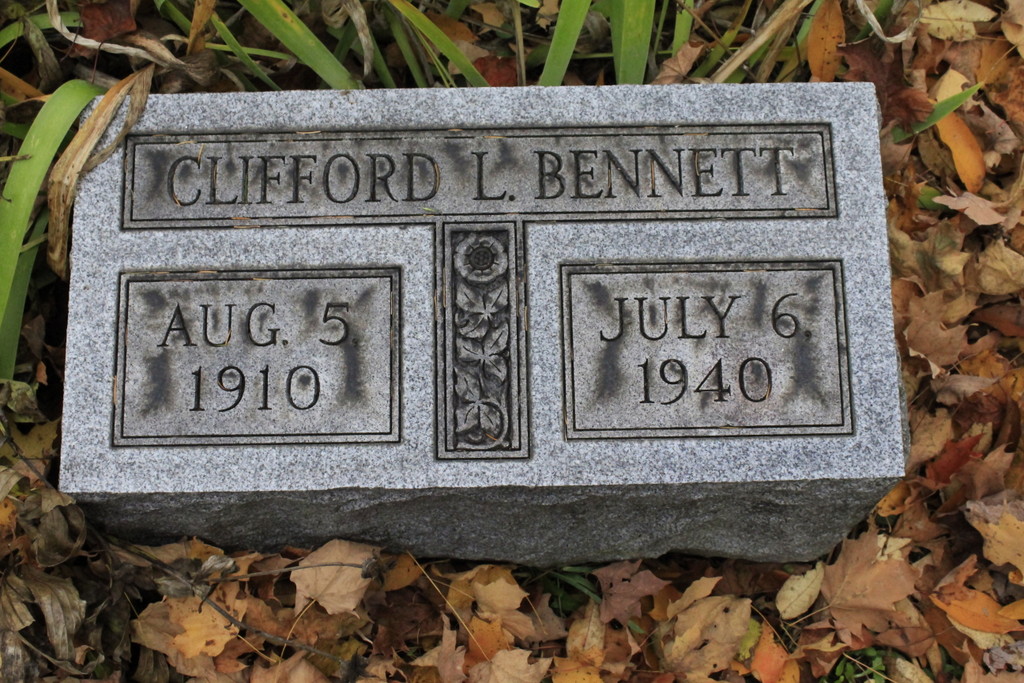 CLIFFORD L. BENNETT
AUG. 5,
1910
JULY 6,
1940